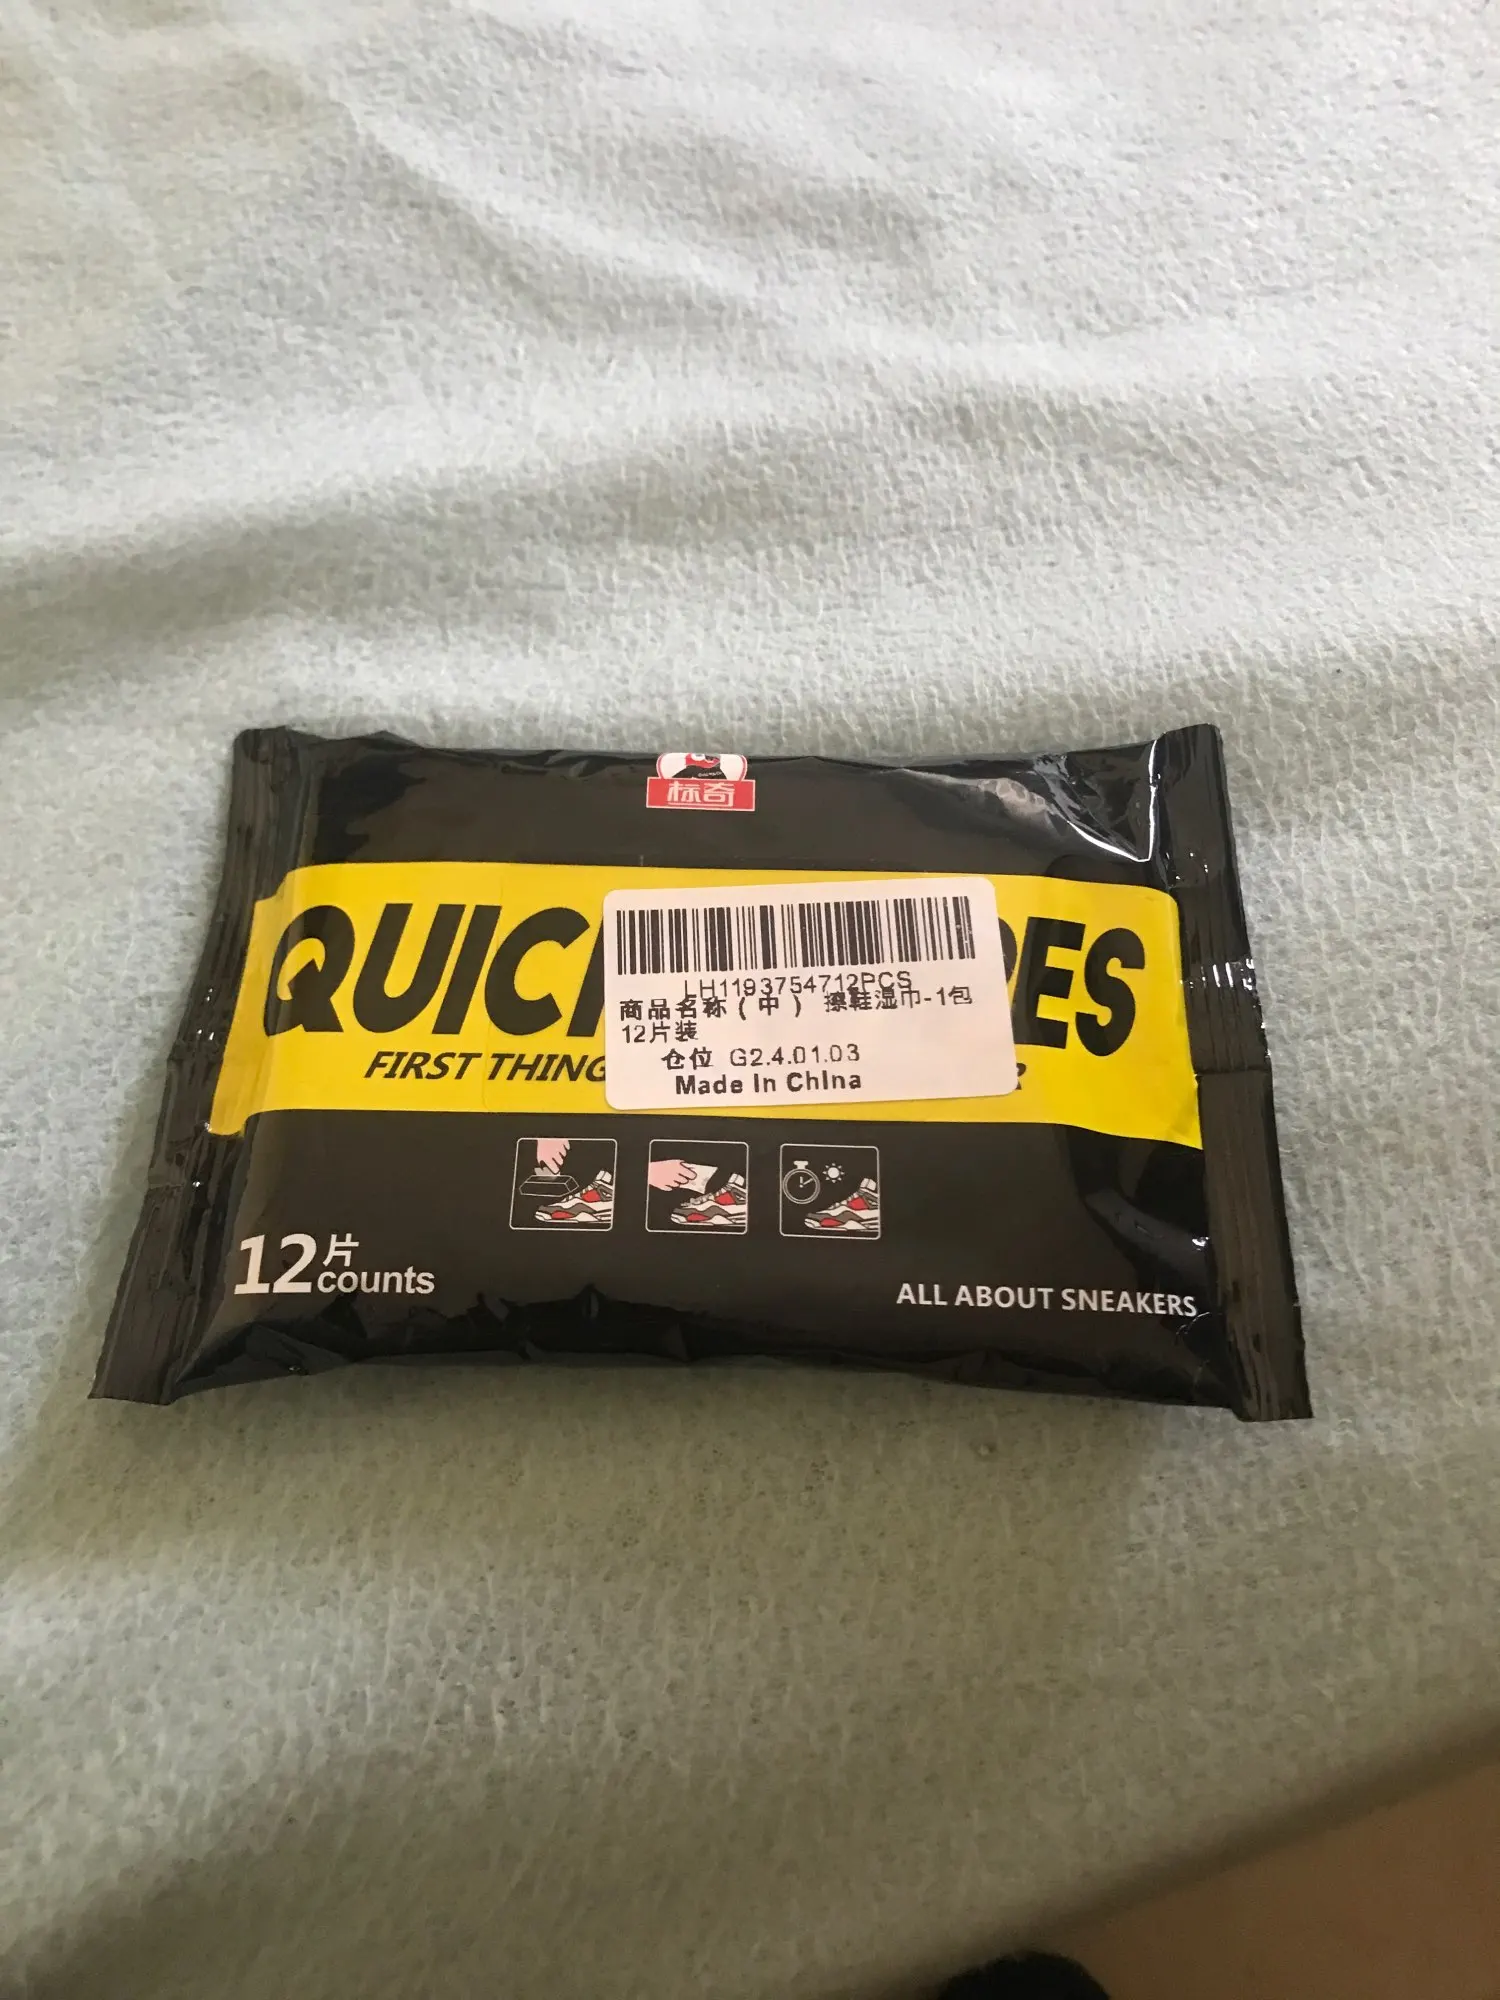 标奇
QUIC PES
FIRST THING
LH1193754712PCS
商品名称(中) 擦鞋湿巾-1包
12片装
仓位 G2.4.01.03
Made In China
12片
counts
ALL ABOUT SNEAKERS